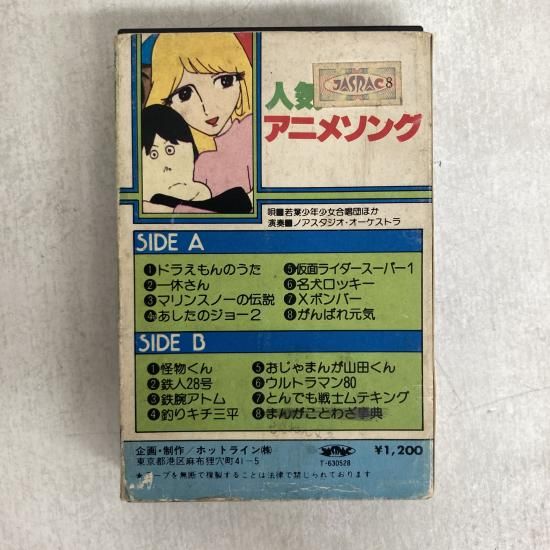 人気
JASRAC 8
アニメソング
唄■若葉少年少女合唱団ほか
演奏■ノアスタジオ・オーケストラ
SIDE A
❶ドラえもんのうた
❷一休さん
❸マリンスノーの伝説
❹あしたのジョー2
❺仮面ライダースーパー1
❻名犬ロッキー
❼Xボンバー
❽がんばれ元気
SIDE B
❶怪物くん
❷鉄人28号
❸鉄腕アトム
❹釣りキチ三平
❺おじゃまんが山田くん
❻ウルトラマン80
❼とんでも戦士ムテキング
❽まんがことわざ事典
企画・制作/ホットライン㈱
東京都港区麻布狸穴町41-5
JASRAC
T-630528
¥1,200
★テープを無断で複製することは法律で禁じられております